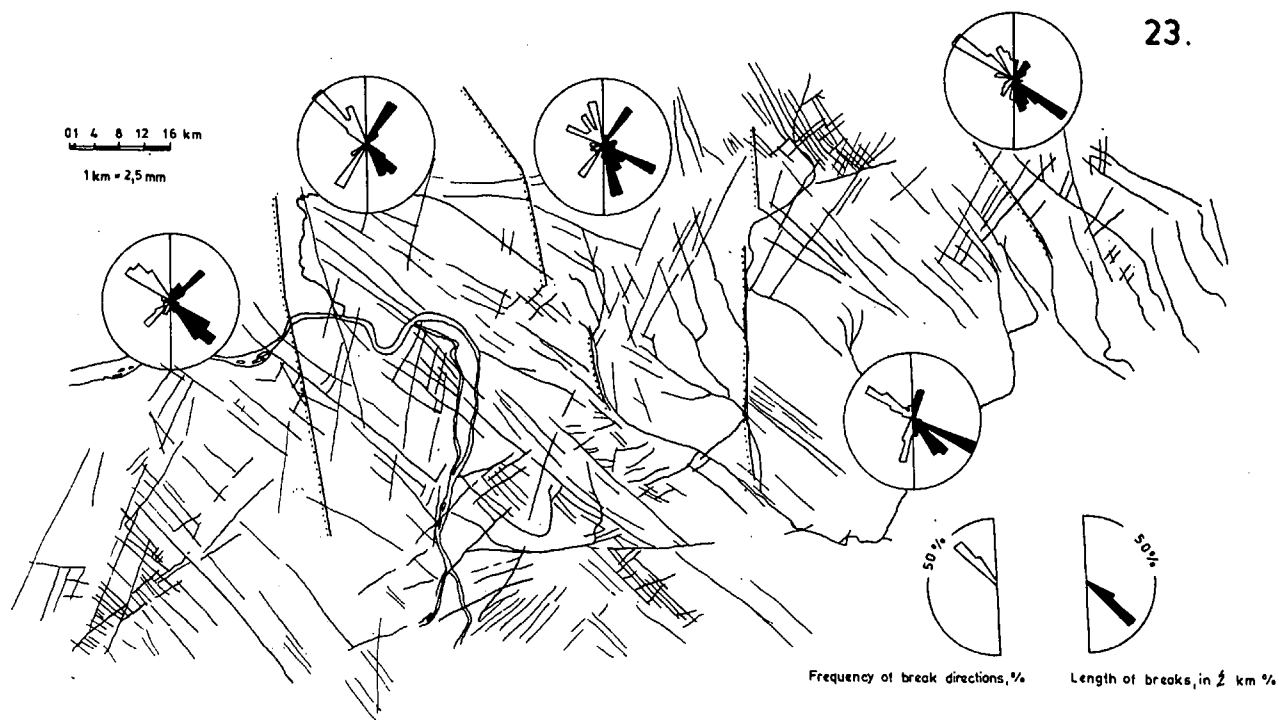 23.
01 4 8 12 16 km
1 km = 2,5 mm
50%
50%
Frequency of break directions, %
Length of breaks, in km %